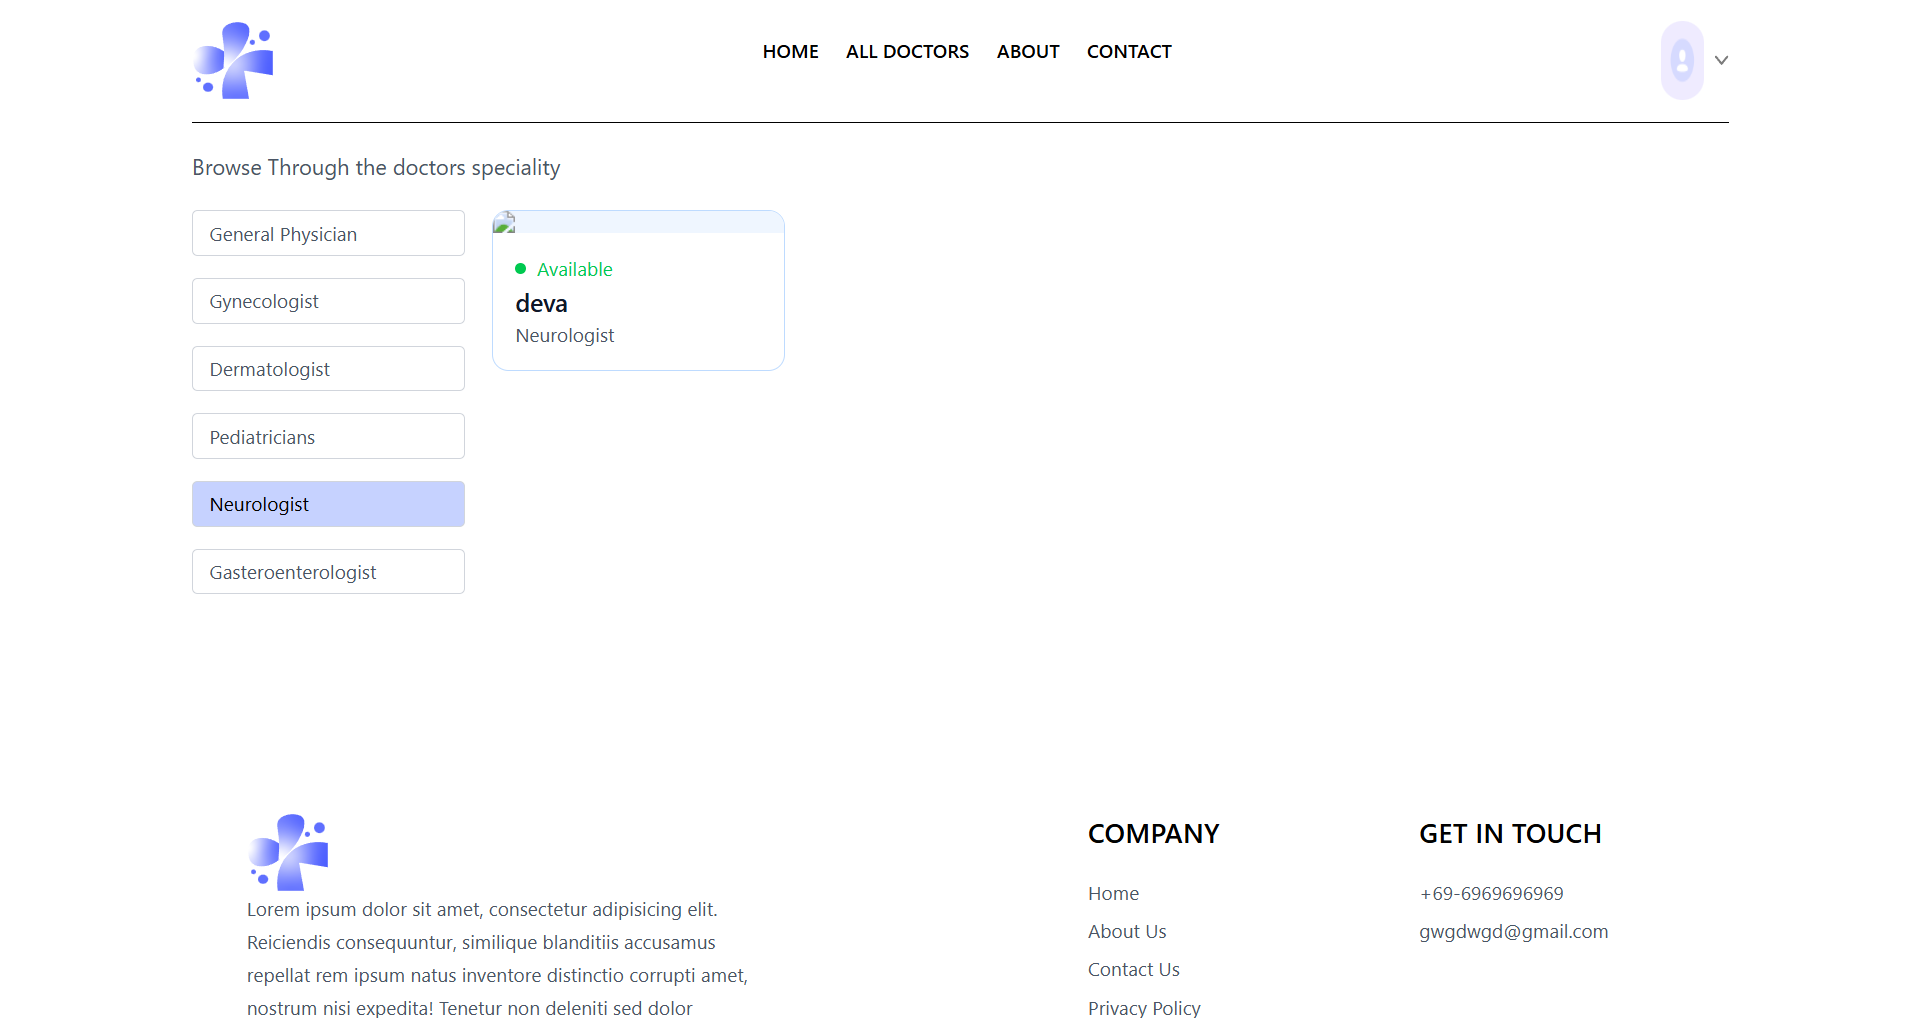 HOME ALL DOCTORS ABOUT CONTACT
Browse Through the doctors speciality
General Physician
Gynecologist
Dermatologist
Pediatricians
Neurologist
Gasteroenterologist
Available
deva
Neurologist
Lorem ipsum dolor sit amet, consectetur adipisicing elit.
Reiciendis consequuntur, similique blanditiis accusamus
repellat rem ipsum natus inventore distinctio corrupti amet,
nostrum nisi expedita! Tenetur non deleniti sed dolor
COMPANY
Home
About Us
Contact Us
Privacy Policy
GET IN TOUCH
+69-6969696969
gwgdwgd@gmail.com